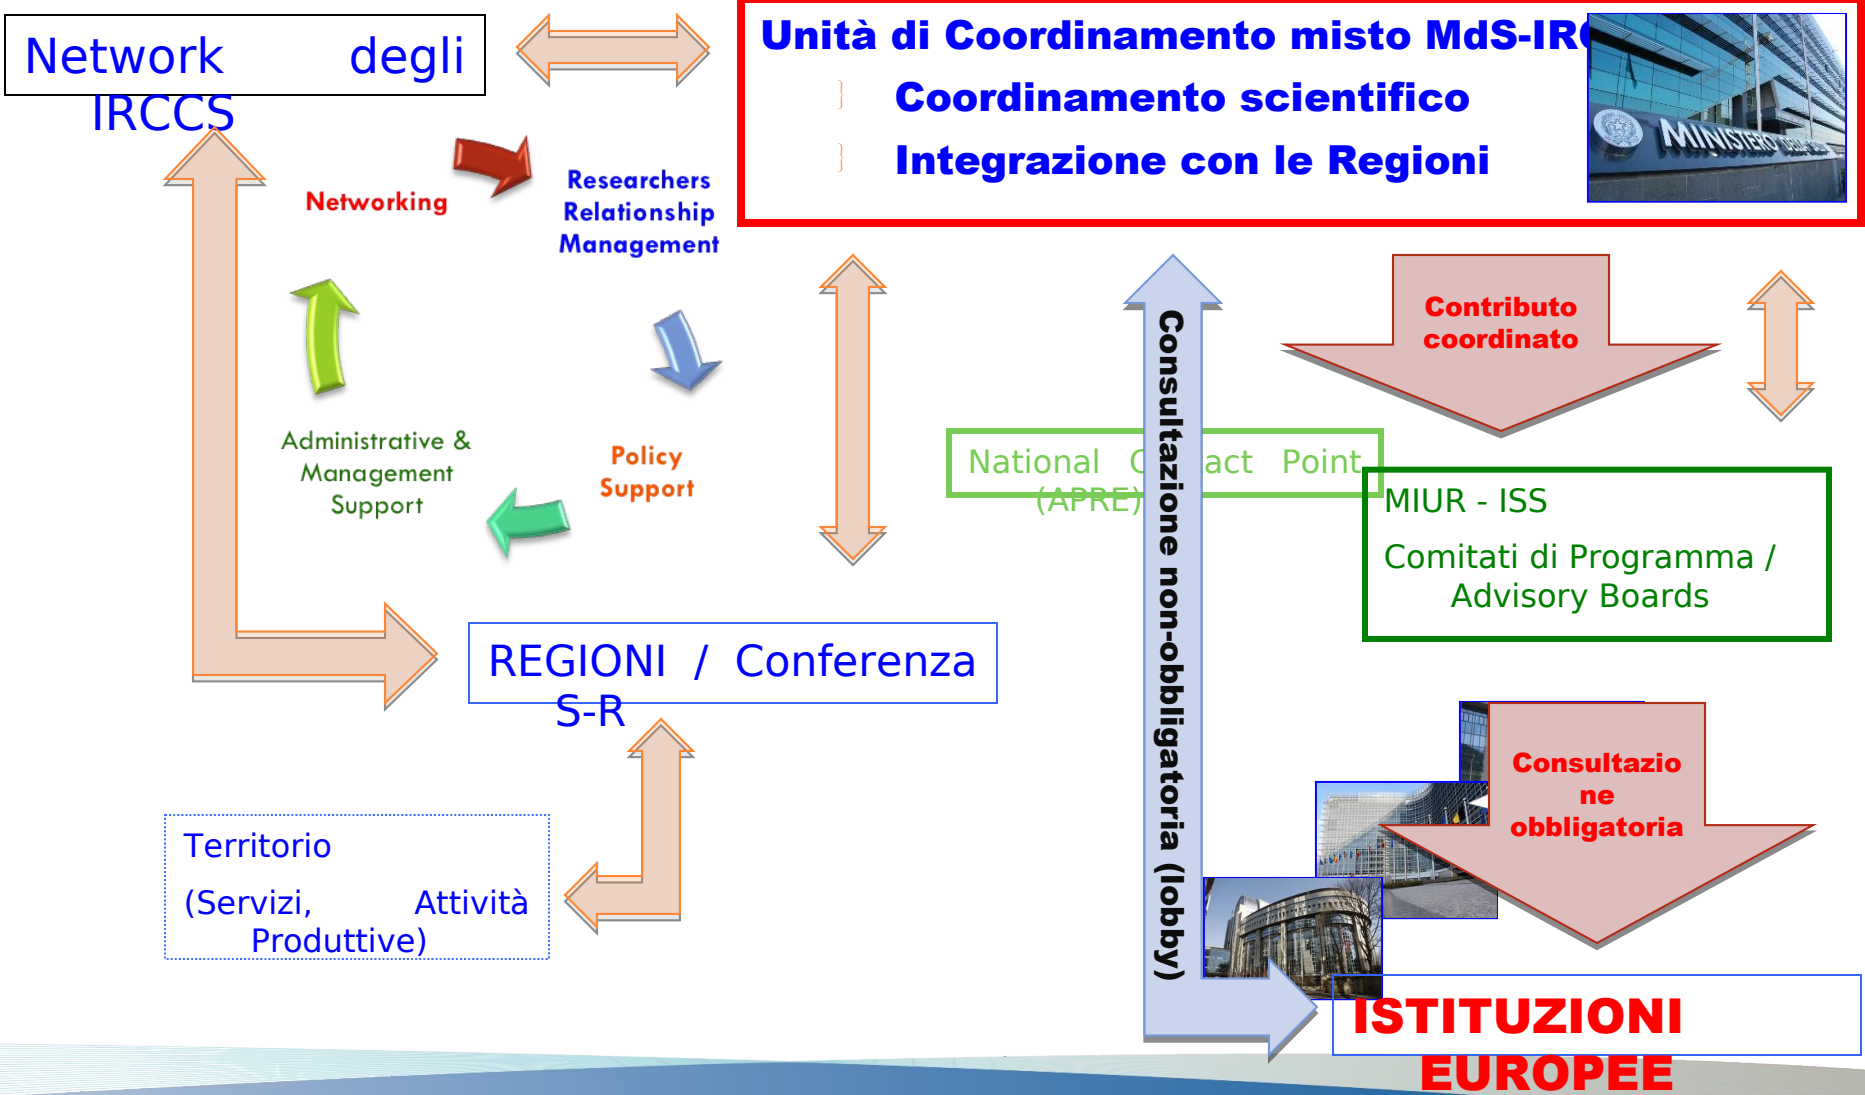 Network degli
IRCCS
Unità di Coordinamento misto MdS-IR
Coordinamento scientifico
Integrazione con le Regioni
MINISTERO DELLA
Networking
Researchers
Relationship
Management
Policy
Support
Administrative &
Management
Support
Contributo
coordinato
Consultazione non-obbligatoria (lobby)
National Point
(APRE)
MIUR - ISS
Comitati di Programma /
Advisory Boards
REGIONI / Conferenza
S-R
Consultazio
ne
obbligatoria
Territorio
(Servizi, Attività
Produttive)
ISTITUZIONI
EUROPEE